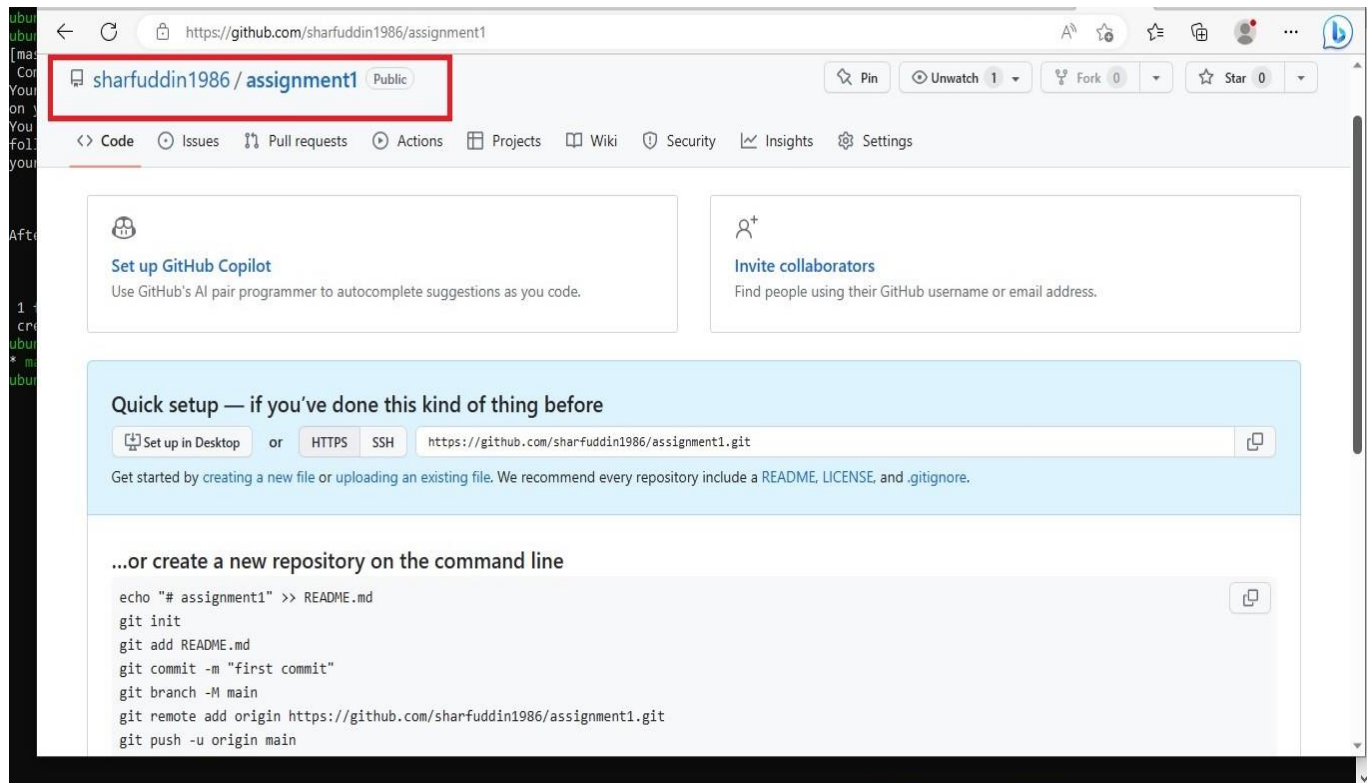 https://github.com/sharfuddin1986/assignment1
sharfuddin1986 / assignment1 Public
Pin
Unwatch 1
Fork 0
Star 0
<> Code Issues Pull requests Actions Projects Wiki Security Insights Settings
Set up GitHub Copilot
Use GitHub's AI pair programmer to autocomplete suggestions as you code.
Invite collaborators
Find people using their GitHub username or email address.
Quick setup — if you've done this kind of thing before
Set up in Desktop or HTTPS SSH https://github.com/sharfuddin1986/assignment1.git
Get started by creating a new file or uploading an existing file. We recommend every repository include a README, LICENSE, and .gitignore.
...or create a new repository on the command line
echo "# assignment1" >> README.md
git init
git add README.md
git commit -m "first commit"
git branch -M main
git remote add origin https://github.com/sharfuddin1986/assignment1.git
git push -u origin main